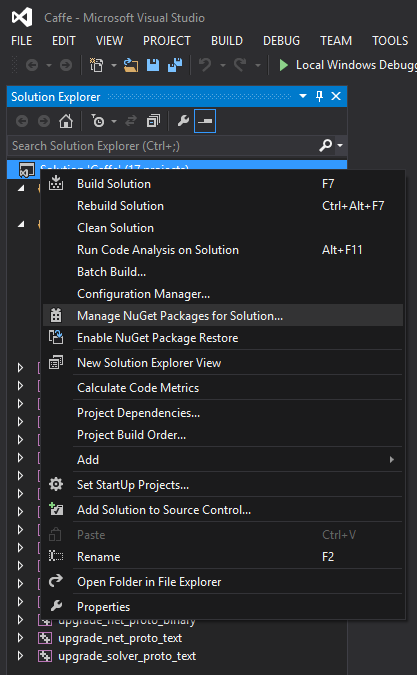 Caffe - Microsoft Visual Studio
FILE EDIT VIEW PROJECT BUILD DEBUG TEAM TOOLS
Local Windows Debugg
Solution Explorer
Search Solution Explorer (Ctrl+;)
Solution 'Caffe' (17 projects)
Build Solution F7
Rebuild Solution Ctrl+Alt+F7
Clean Solution
Run Code Analysis on Solution Alt+F11
Batch Build...
Configuration Manager...
Manage NuGet Packages for Solution...
Enable NuGet Package Restore
New Solution Explorer View
Calculate Code Metrics
Project Dependencies...
Project Build Order...
Add
Set StartUp Projects...
Add Solution to Source Control...
Paste Ctrl+V
Rename F2
Open Folder in File Explorer
Properties
upgrade_net_proto_binary
upgrade_net_proto_text
upgrade_solver_proto_text